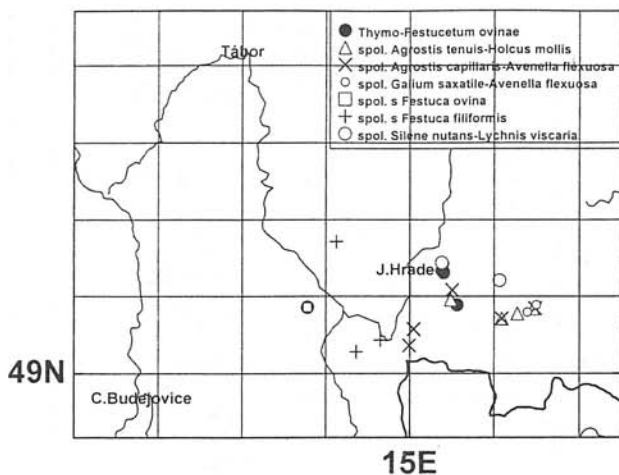 Tábor
Thymo-Festucetum ovinae
spol. Agrostis tenuis-Holcus mollis
spol. Agrostis capillaris-Avenella flexuosa
spol. Galium saxatile-Avenella flexuosa
spol. s Festuca ovina
spol. s Festuca filiformis
spol. Silene nutans-Lychnis viscaria
J.Hrade
49N
C.Budejovice
15E